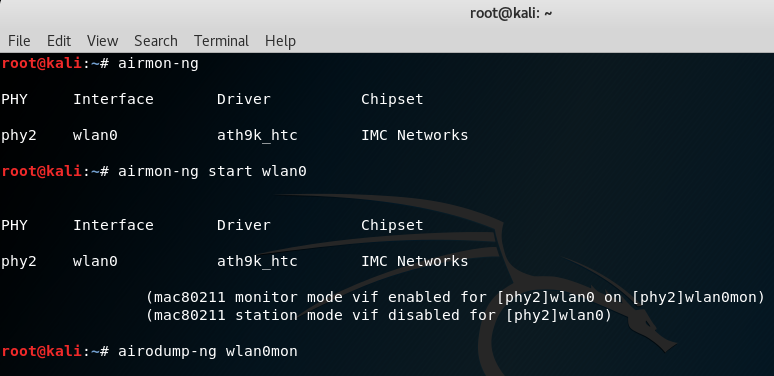 root@kali: ~
File Edit View Search Terminal Help
root@kali:~# airmon-ng
PHY Interface Driver Chipset
phy2 wlan0 ath9k_htc IMC Networks
root@kali:~# airmon-ng start wlan0
PHY Interface Driver Chipset
phy2 wlan0 ath9k_htc IMC Networks
(mac80211 monitor mode vif enabled for [phy2]wlan0 on [phy2]wlan0mon)
(mac80211 station mode vif disabled for [phy2]wlan0)
root@kali:~# airodump-ng wlan0mon